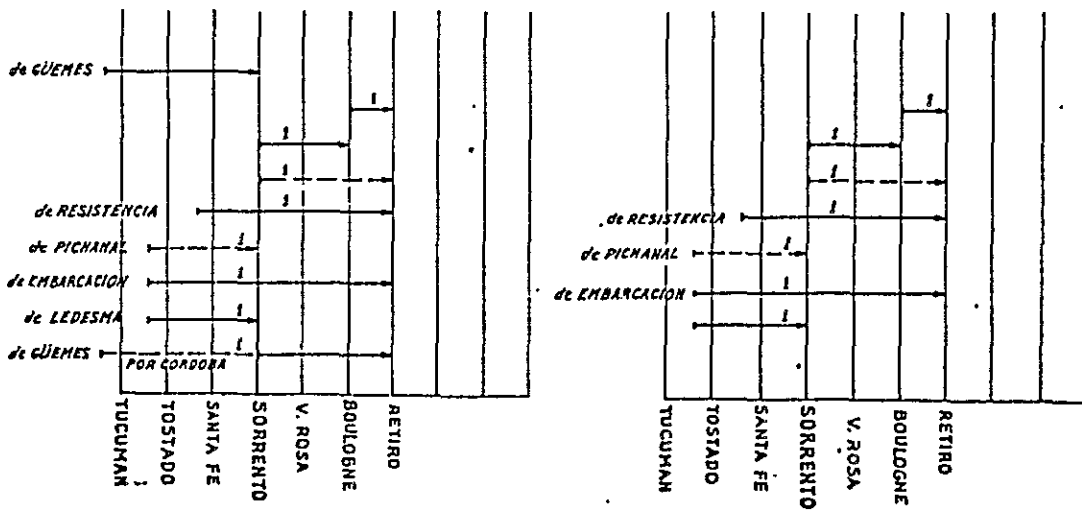 de GÜEMES
1
1
1
de RESISTENCIA 1
de PICHANAL 1
de EMBARCACION 1
de LEDESMA 1
de GÜEMES 1
POR CORDOBA
TUCUMAN
TOSTADO
SANTA FE
SORRENTO
V. ROSA
BOULOGNE
RETIRO
1
1
1
de RESISTENCIA 1
de PICHANAL 1
de EMBARCACION 1
1
TUCUMAN
TOSTADO
SANTA FE
SORRENTO
V. ROSA
BOULOGNE
RETIRO